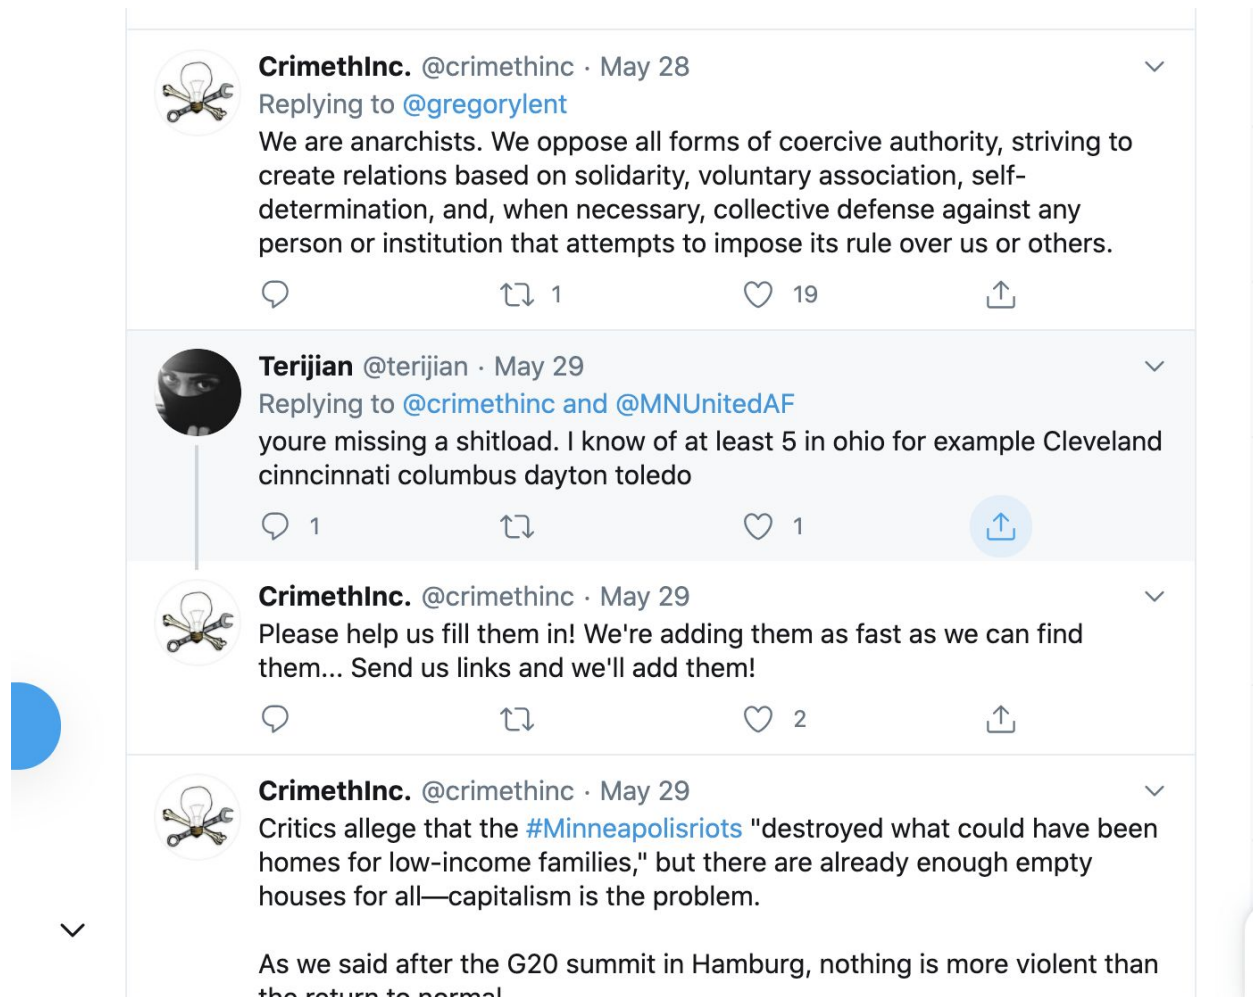 CrimethInc. @crimethinc · May 28
Replying to @gregorylent
We are anarchists. We oppose all forms of coercive authority, striving to
create relations based on solidarity, voluntary association, self-
determination, and, when necessary, collective defense against any
person or institution that attempts to impose its rule over us or others.
1 19
Terijian @terijian · May 29
Replying to @crimethinc and @MNUnitedAF
youre missing a shitload. I know of at least 5 in ohio for example Cleveland
cinncinnati columbus dayton toledo
1 1
CrimethInc. @crimethinc · May 29
Please help us fill them in! We're adding them as fast as we can find
them... Send us links and we'll add them!
2
CrimethInc. @crimethinc · May 29
Critics allege that the #Minneapolisriots "destroyed what could have been
homes for low-income families," but there are already enough empty
houses for all—capitalism is the problem.
As we said after the G20 summit in Hamburg, nothing is more violent than
the return to normal